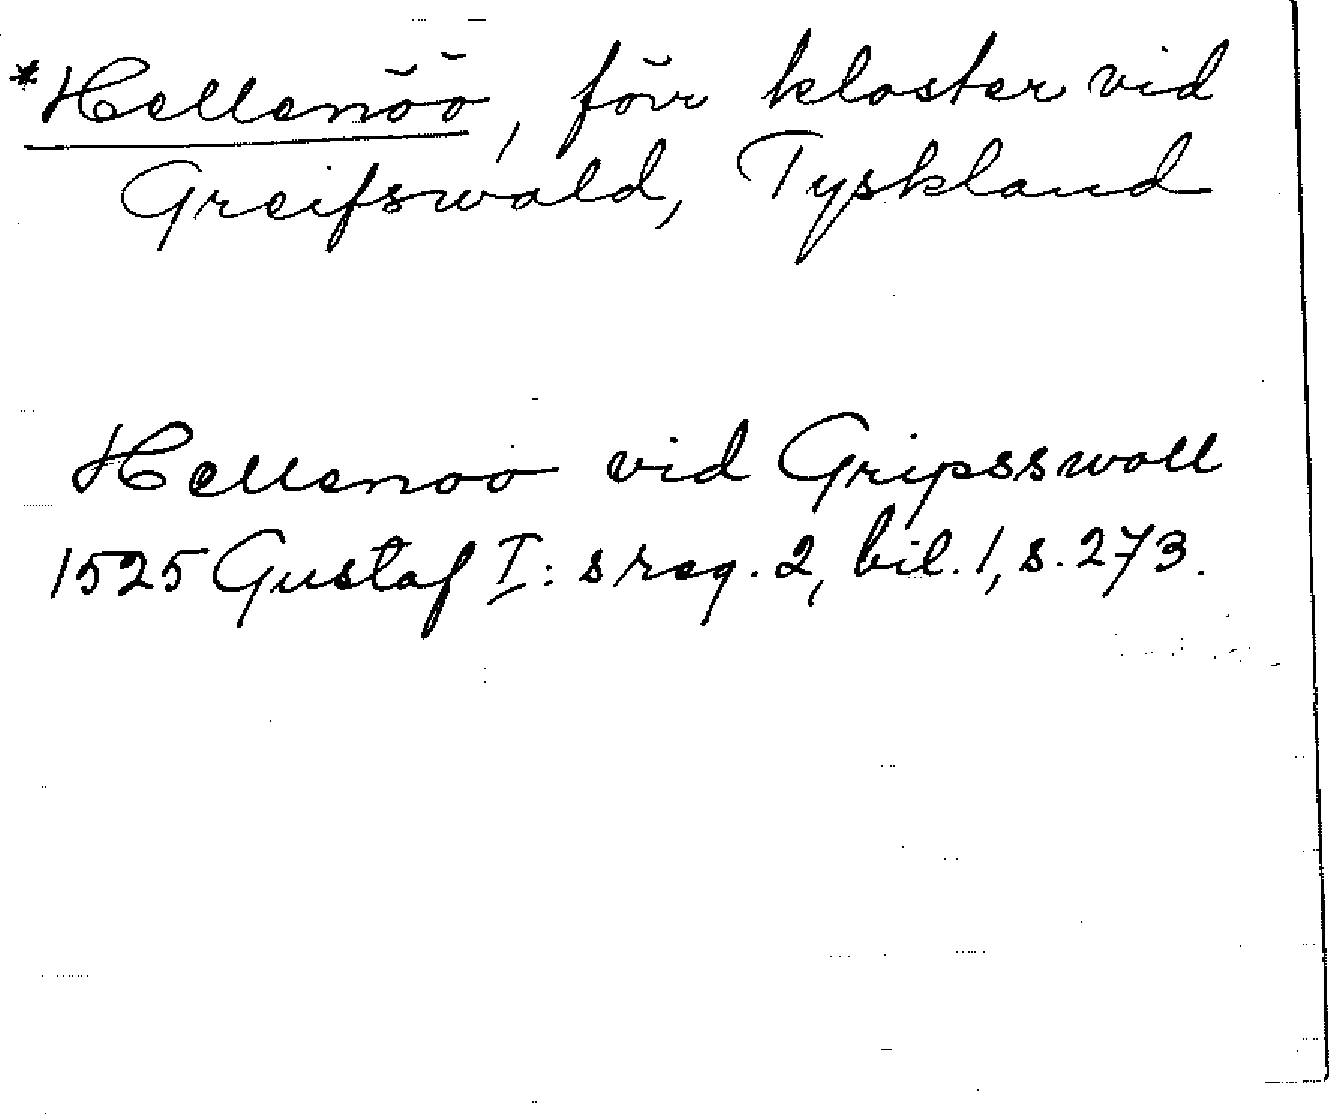 *Hellenöö, förr kloster vid
Greifswald, Tyskland
Hellenoo vid Gripsswoll
1525 Gustaf I:s reg. 2, bil. 1, s. 273.